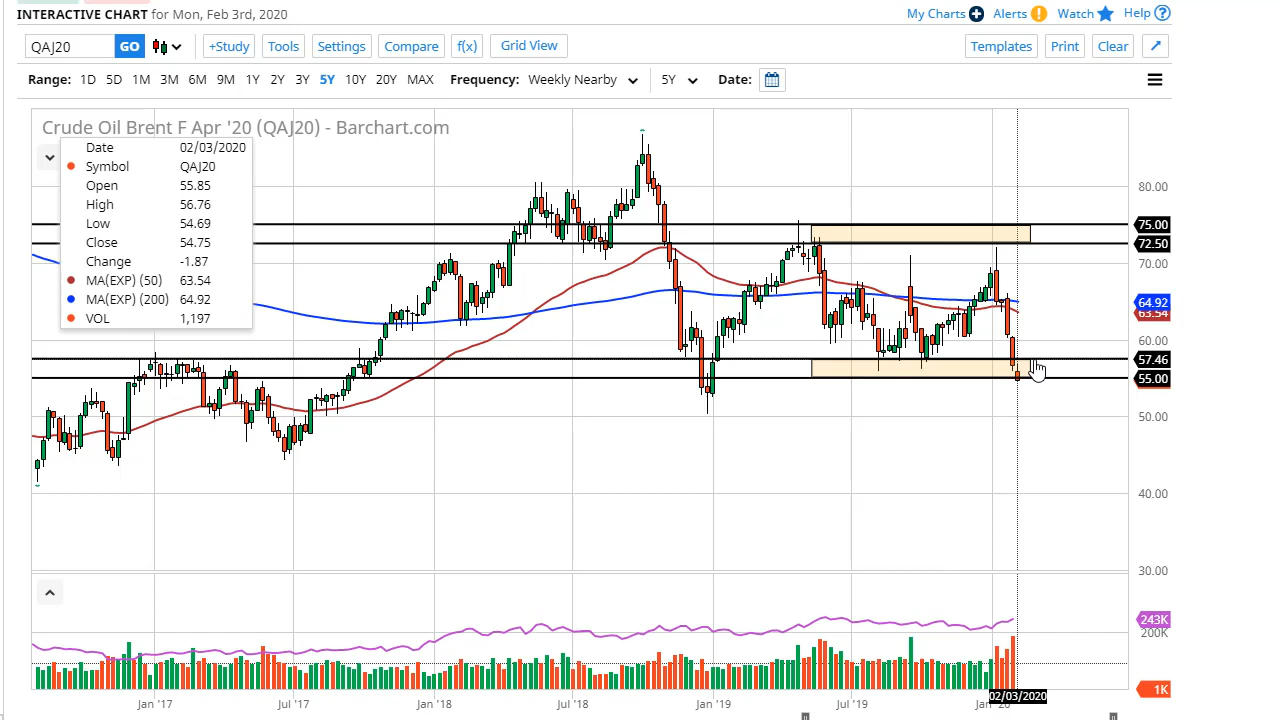 INTERACTIVE CHART for Mon, Feb 3rd, 2020
My Charts Alerts Watch Help
QAJ20 GO +Study Tools Settings Compare f(x) Grid View Templates Print Clear
Range: 1D 5D 1M 3M 6M 9M 1Y 2Y 3Y 5Y 10Y 20Y MAX Frequency: Weekly Nearby 5Y Date:
Crude Oil Brent F Apr '20 (QAJ20) - Barchart.com
Date 02/03/2020
Symbol QAJ20
Open 55.85
High 56.76
Low 54.69
Close 54.75
Change -1.87
MA(EXP) (50) 63.54
MA(EXP) (200) 64.92
VOL 1,197
80.00
75.00
72.50
70.00
64.92
63.54
60.00
57.46
55.00
50.00
40.00
30.00
243K
200K
1K
02/03/2020
Jan '17 Jul '17 Jan '18 Jul '18 Jan '19 Jul '19 Jan '20